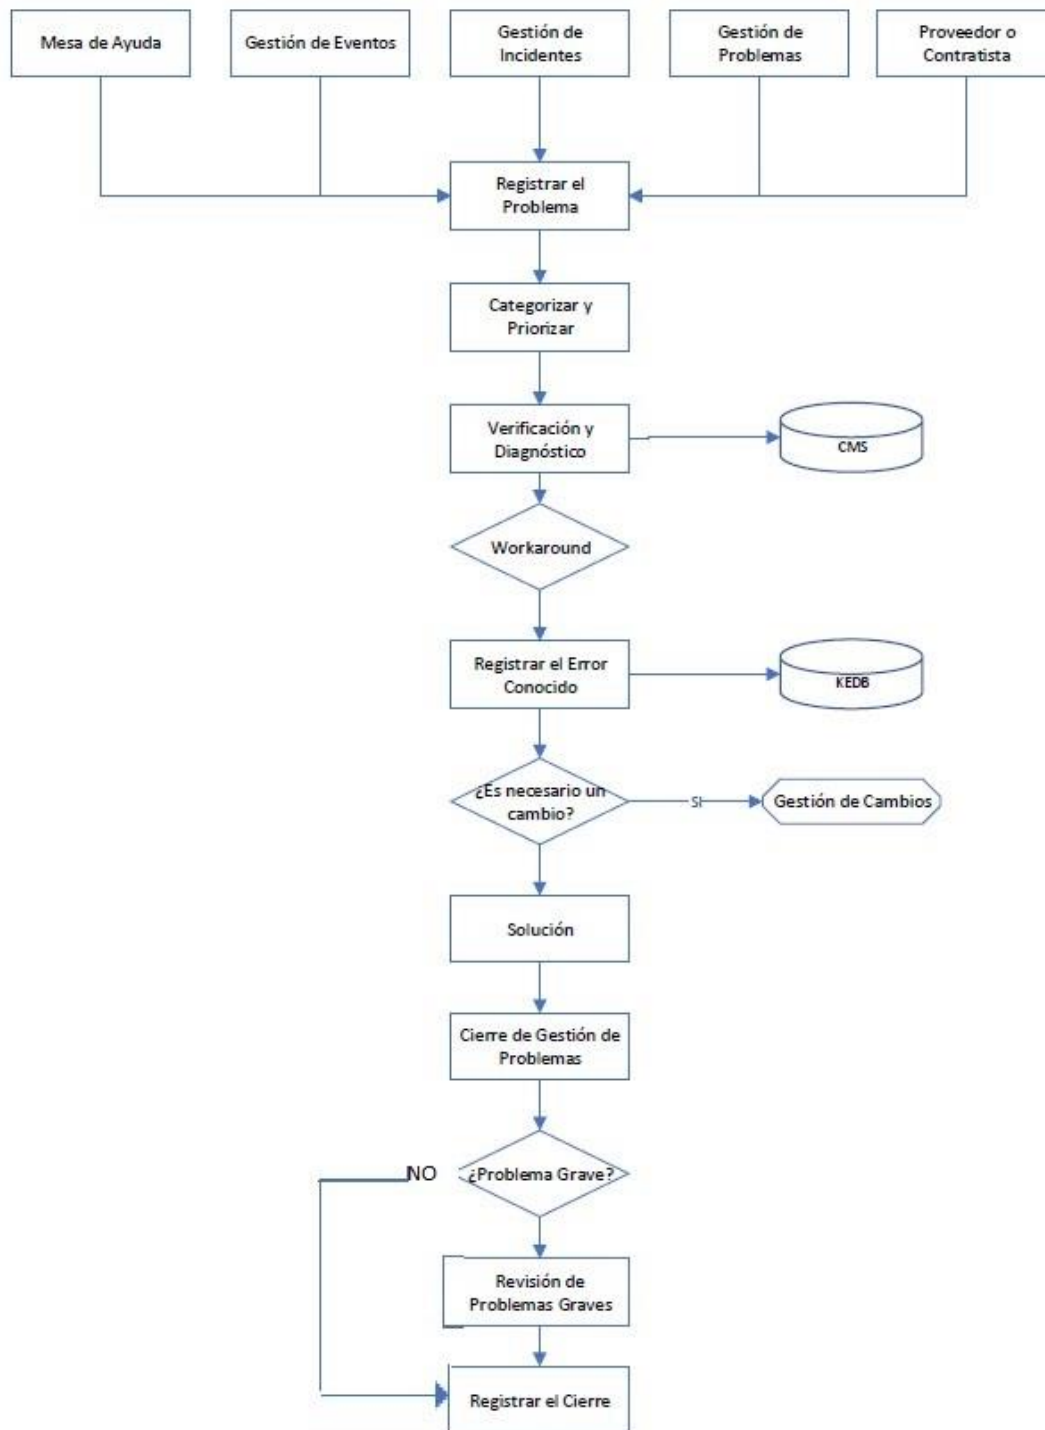 Mesa de Ayuda
Gestión de Eventos
Gestión de
Incidentes
Gestión de
Problemas
Proveedor o
Contratista
Registrar el
Problema
Categorizar y
Priorizar
Verificación y
Diagnóstico
CMS
Workaround
Registrar el Error
Conocido
KEDB
¿Es necesario un
cambio?
SI
Gestión de Cambios
Solución
Cierre de Gestión de
Problemas
NO
¿Problema Grave?
Revisión de
Problemas Graves
Registrar el Cierre